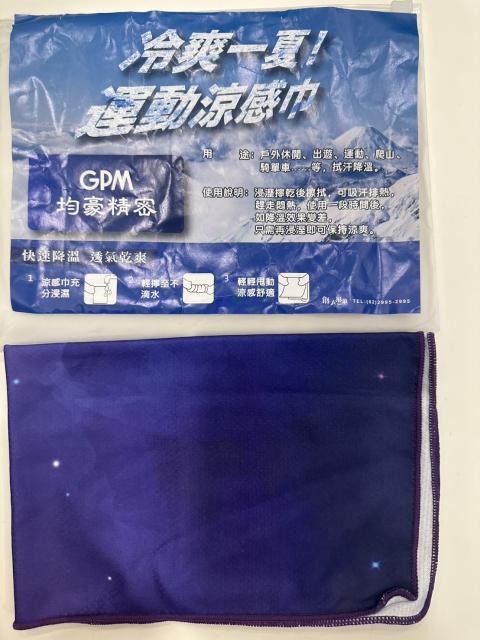 冷爽一夏!
運動涼感巾
GPM
均豪精密
用　　途：戶外休閒、出遊、運動、爬山、
騎單車......等，拭汗降溫。
使用說明：浸溼擰乾後擦拭，可吸汗排熱，
趕走悶熱，使用一段時間後，
如降溫效果變差，
只需再浸溼即可保持涼爽。
快速降溫 透氣乾爽
1 涼感巾充
分浸濕
2 輕擰至不
滴水
3 輕輕甩動
涼感舒適
TEL:(02)2995-2995